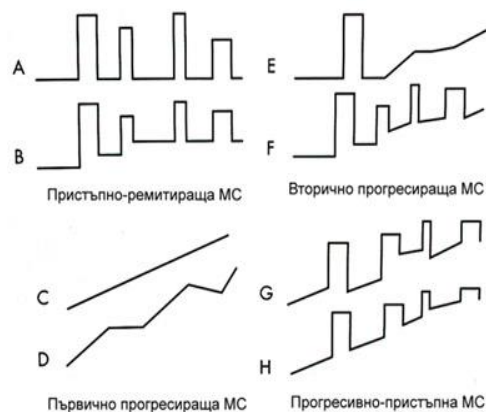 A
B
Пристъпно-ремитираща МС
E
F
Вторично прогресираща МС
C
D
Първично прогресираща МС
G
H
Прогресивно-пристъпна МС